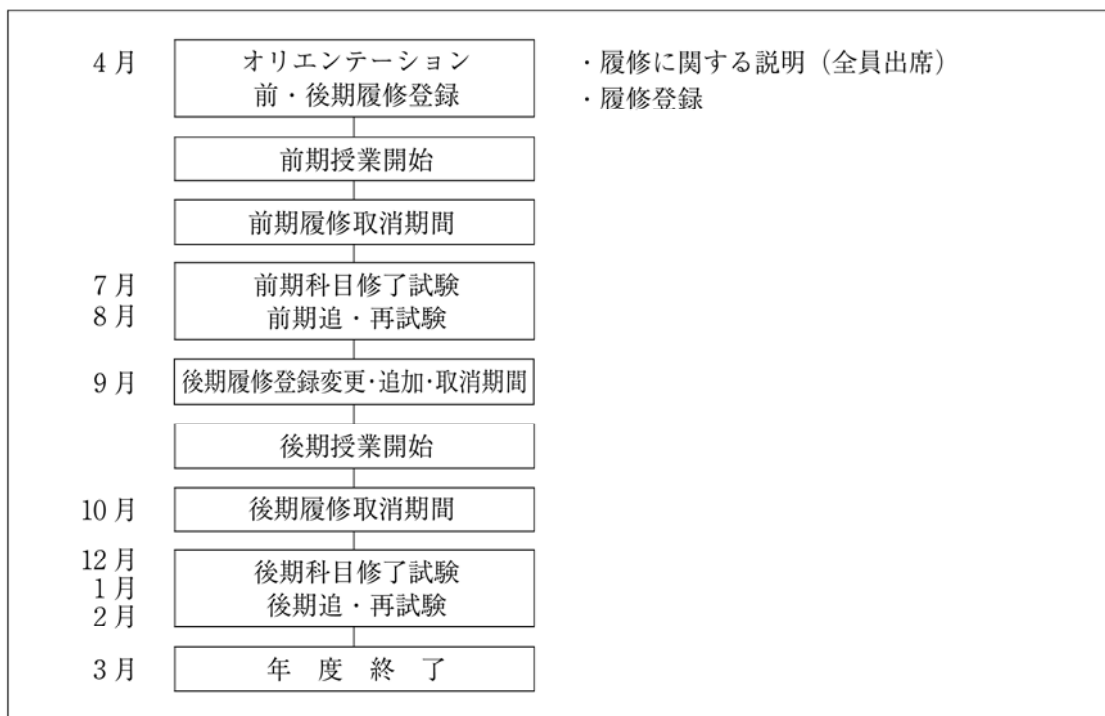 4月
オリエンテーション
前・後期履修登録
・履修に関する説明（全員出席）
・履修登録
前期授業開始
前期履修取消期間
7月
8月
前期科目修了試験
前期追・再試験
9月
後期履修登録変更・追加・取消期間
後期授業開始
10月
後期履修取消期間
12月
1月
2月
後期科目修了試験
後期追・再試験
3月
年 度 終 了